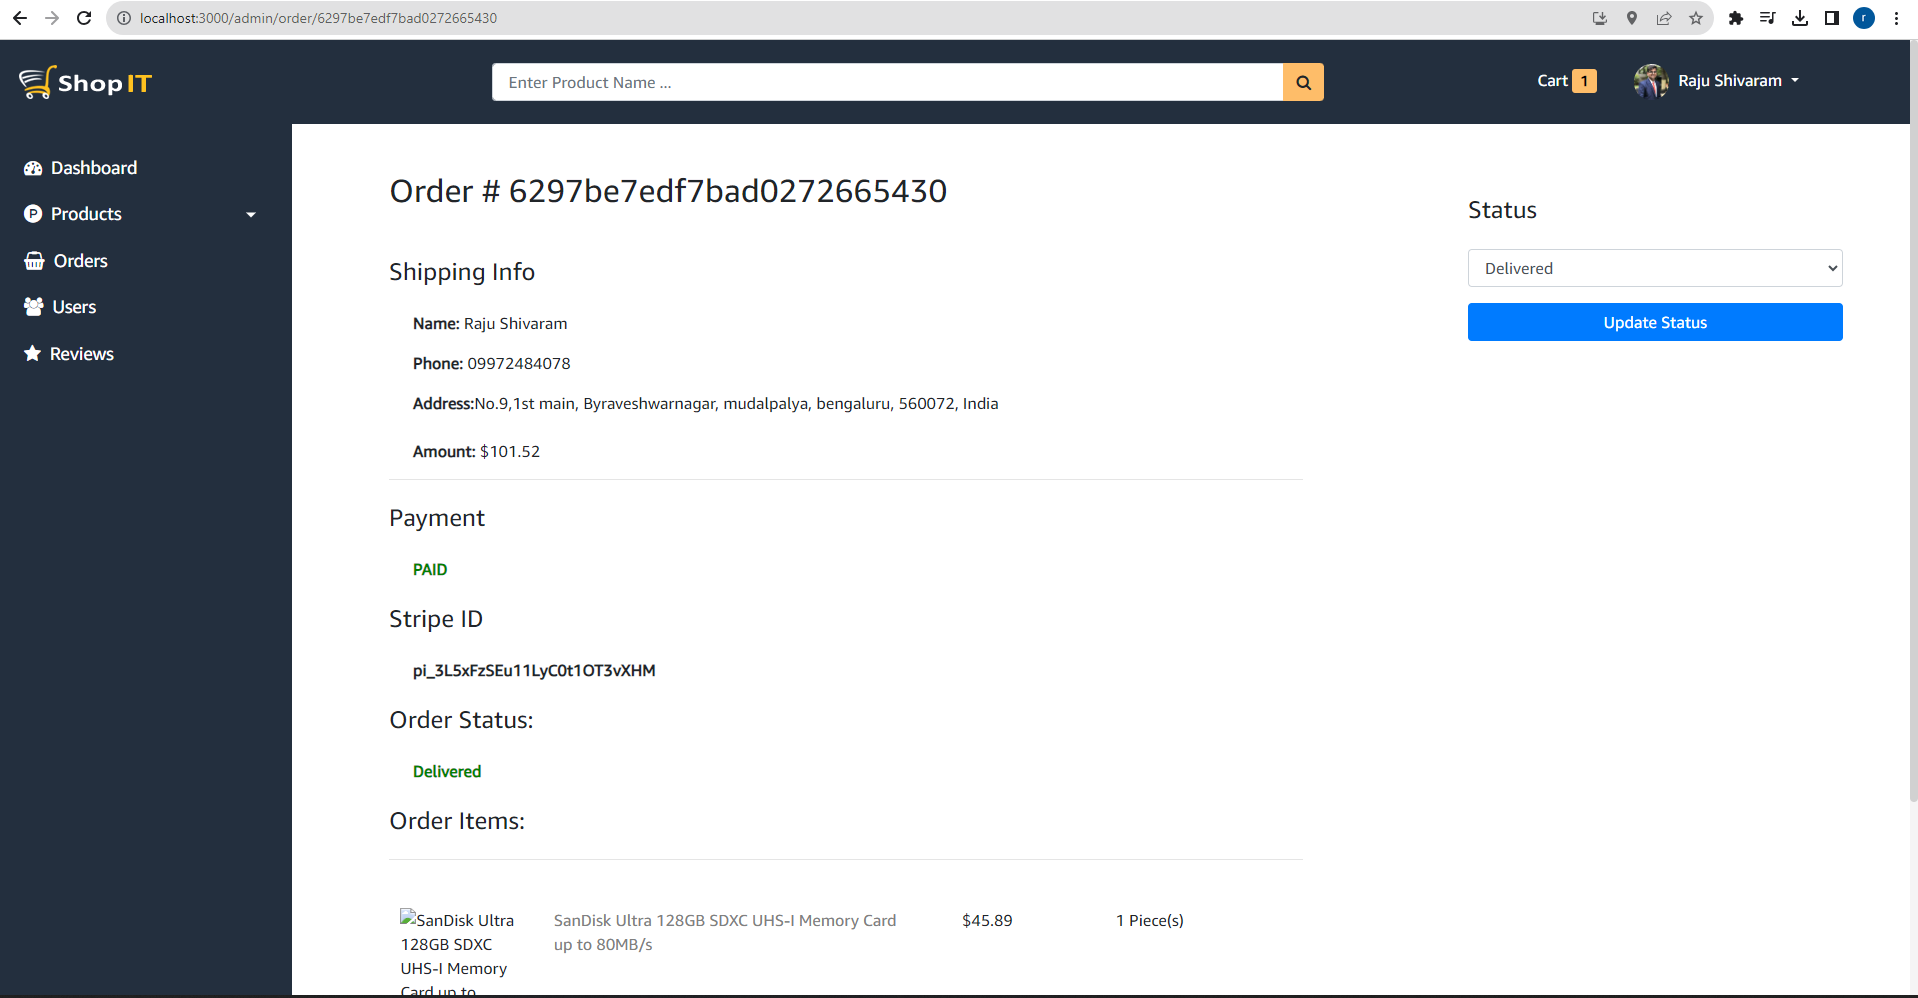 localhost:3000/admin/order/6297be7edf7bad0272665430
r
Shop IT
Enter Product Name ...
Cart 1
Raju Shivaram
Dashboard
P Products
Orders
Users
Reviews
Order # 6297be7edf7bad0272665430
Shipping Info
Name: Raju Shivaram
Phone: 09972484078
Address:No.9,1st main, Byraveshwarnagar, mudalpalya, bengaluru, 560072, India
Amount: $101.52
Payment
PAID
Stripe ID
pi_3L5xFzSEu11LyC0t1OT3vXHM
Order Status:
Delivered
Order Items:
SanDisk Ultra
128GB SDXC
UHS-I Memory
Card up to
SanDisk Ultra 128GB SDXC UHS-I Memory Card
up to 80MB/s
$45.89
1 Piece(s)
Status
Delivered
Update Status